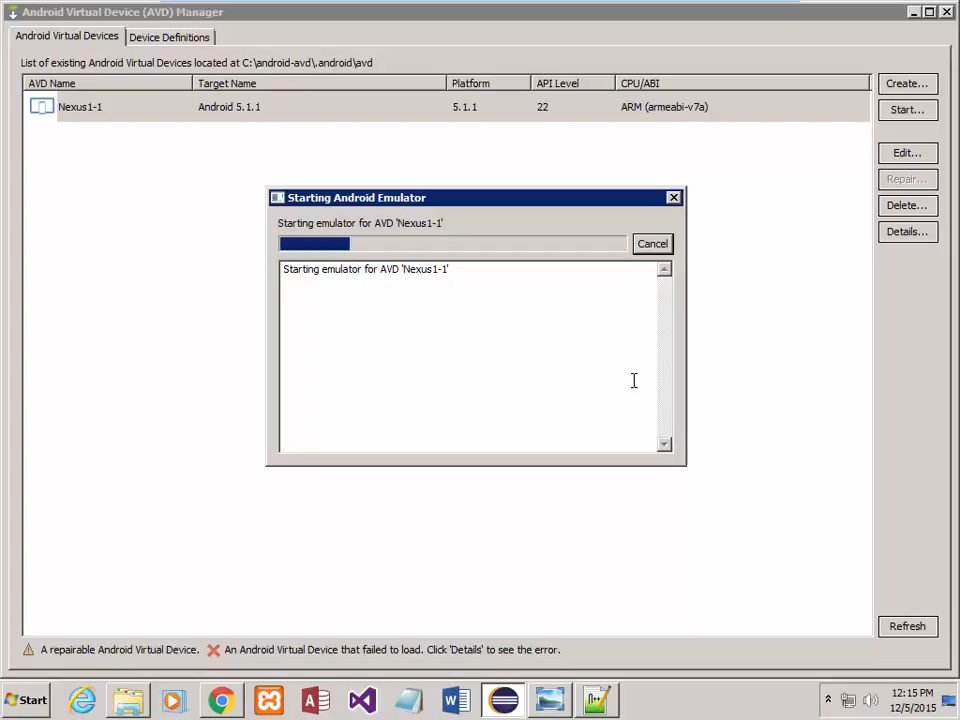 Android Virtual Device (AVD) Manager
Android Virtual Devices
Device Definitions
List of existing Android Virtual Devices located at C:\android-avd\.android\avd
AVD Name Target Name Platform API Level CPU/ABI
Nexus1-1 Android 5.1.1 5.1.1 22 ARM (armeabi-v7a)
Create...
Start...
Edit...
Repair...
Delete...
Details...
Starting Android Emulator
Starting emulator for AVD 'Nexus1-1'
Cancel
Starting emulator for AVD 'Nexus1-1'
Refresh
A repairable Android Virtual Device. An Android Virtual Device that failed to load. Click 'Details' to see the error.
Start
12:15 PM
12/5/2015